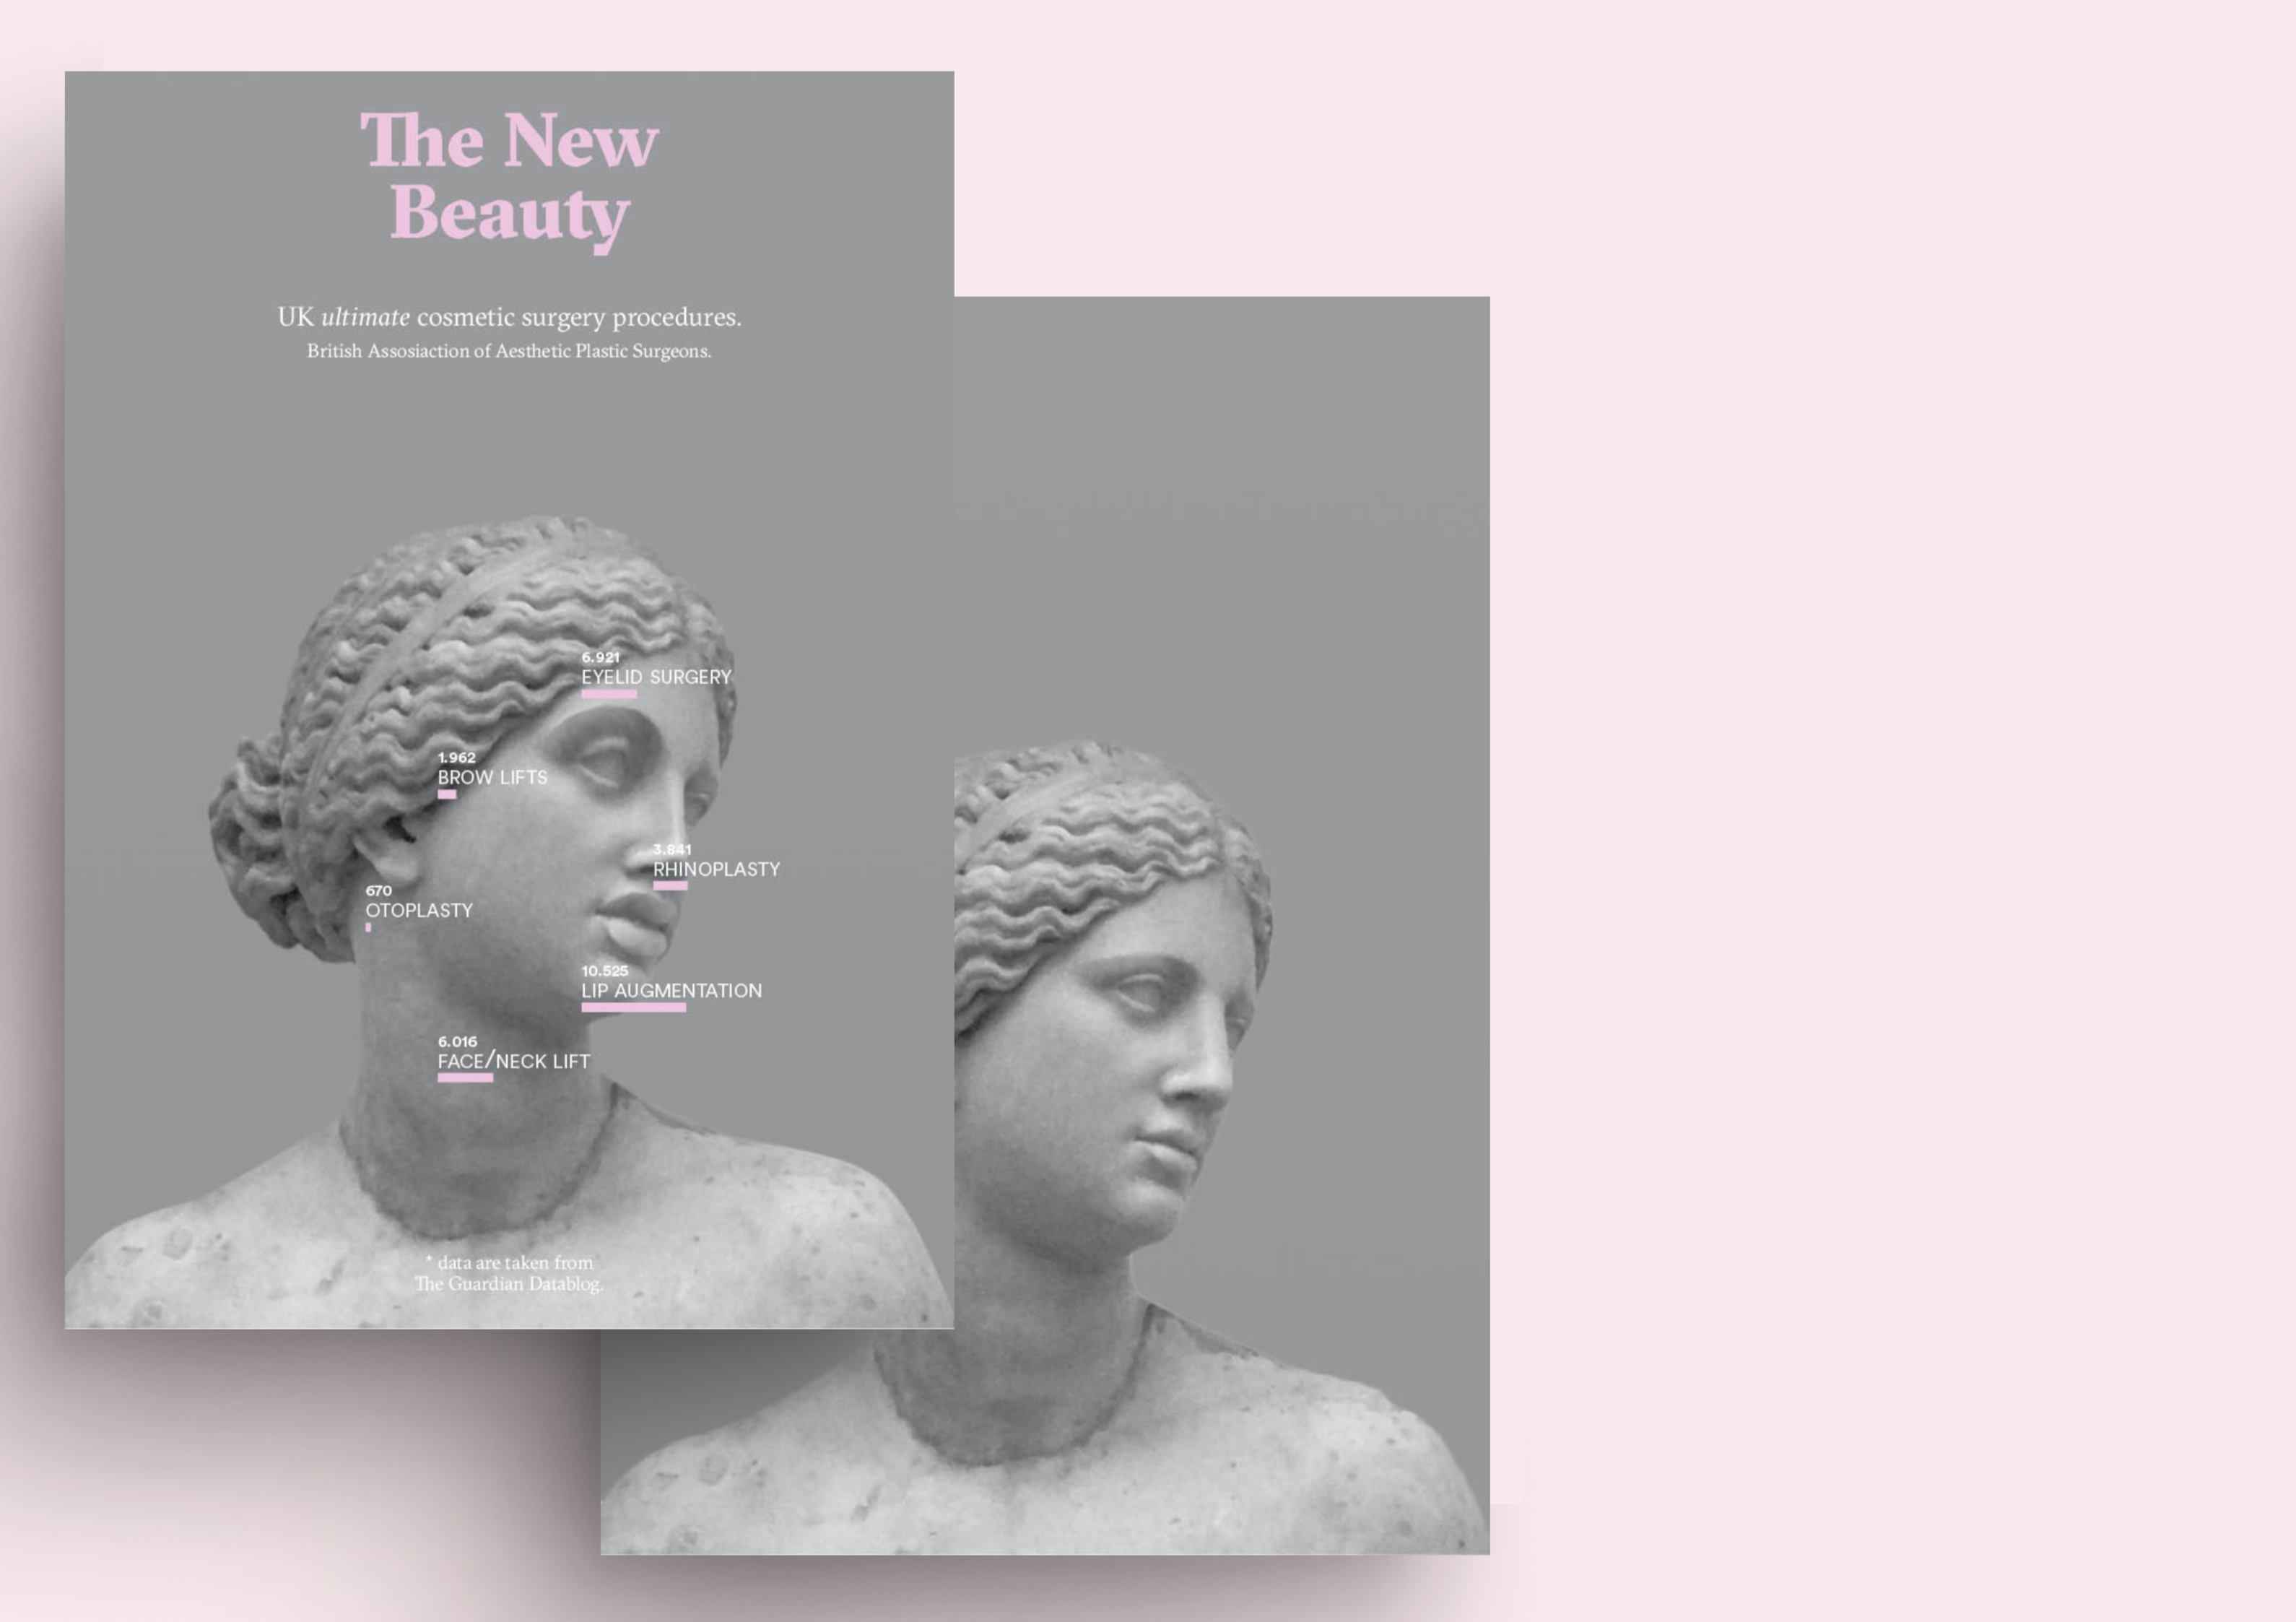 The New
Beauty
UK ultimate cosmetic surgery procedures.
British Assosiaction of Aesthetic Plastic Surgeons.
6.921
EYELID SURGERY
1.962
BROW LIFTS
3.841
RHINOPLASTY
670
OTOPLASTY
10.525
LIP AUGMENTATION
6.016
FACE/NECK LIFT
* data are taken from
The Guardian Datablog.